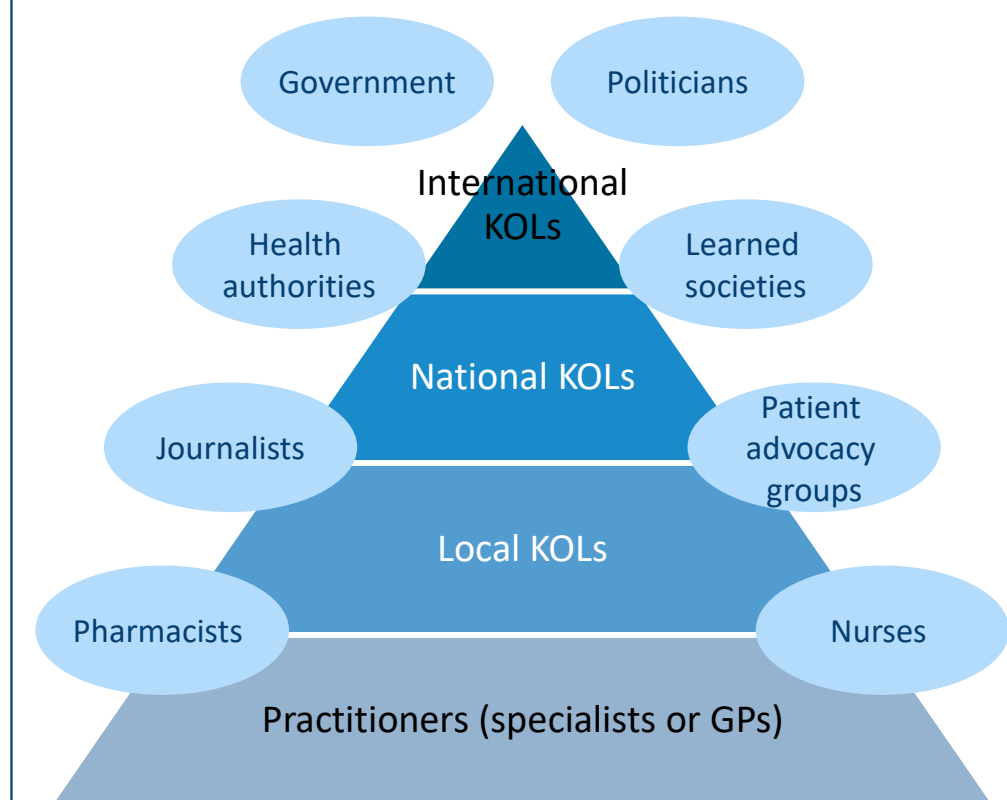 Government
Politicians
International
KOLs
Health
authorities
Learned
societies
National KOLs
Journalists
Patient
advocacy
groups
Local KOLs
Pharmacists
Nurses
Practitioners (specialists or GPs)